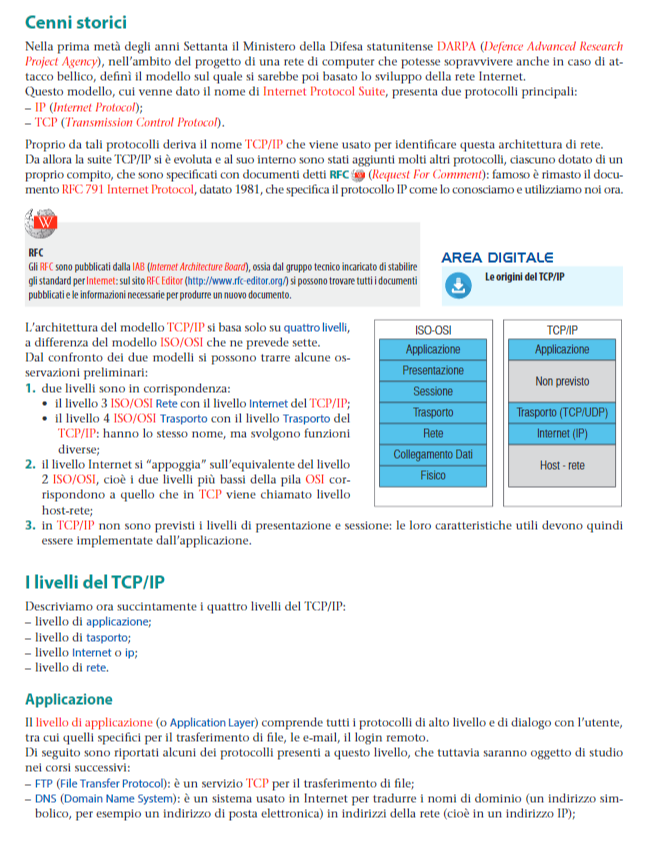 Cenni storici
Nella prima metà degli anni Settanta il Ministero della Difesa statunitense DARPA (Defence Advanced Research
Project Agency), nell'ambito del progetto di una rete di computer che potesse sopravvivere anche in caso di at-
tacco bellico, definì il modello sul quale si sarebbe poi basato lo sviluppo della rete Internet.
Questo modello, cui venne dato il nome di Internet Protocol Suite, presenta due protocolli principali:
– IP (Internet Protocol);
– TCP (Transmission Control Protocol).
Proprio da tali protocolli deriva il nome TCP/IP che viene usato per identificare questa architettura di rete.
Da allora la suite TCP/IP si è evoluta e al suo interno sono stati aggiunti molti altri protocolli, ciascuno dotato di un
proprio compito, che sono specificati con documenti detti RFC (Request For Comment): famoso è rimasto il docu-
mento RFC 791 Internet Protocol, datato 1981, che specifica il protocollo IP come lo conosciamo e utilizziamo noi ora.
W
RFC
Gli RFC sono pubblicati dalla IAB (Internet Architecture Board), ossia dal gruppo tecnico incaricato di stabilire
gli standard per Internet: sul sito RFC Editor (http://www.rfc-editor.org/) si possono trovare tutti i documenti
pubblicati e le informazioni necessarie per produrre un nuovo documento.
AREA DIGITALE
Le origini del TCP/IP
L'architettura del modello TCP/IP si basa solo su quattro livelli,
a differenza del modello ISO/OSI che ne prevede sette.
Dal confronto dei due modelli si possono trarre alcune os-
servazioni preliminari:
1. due livelli sono in corrispondenza:
• il livello 3 ISO/OSI Rete con il livello Internet del TCP/IP;
• il livello 4 ISO/OSI Trasporto con il livello Trasporto del
TCP/IP: hanno lo stesso nome, ma svolgono funzioni
diverse;
2. il livello Internet si "appoggia" sull'equivalente del livello
2 ISO/OSI, cioè i due livelli più bassi della pila OSI cor-
rispondono a quello che in TCP viene chiamato livello
host-rete;
3. in TCP/IP non sono previsti i livelli di presentazione e sessione: le loro caratteristiche utili devono quindi
essere implementate dall'applicazione.
ISO-OSI
Applicazione
Presentazione
Sessione
Trasporto
Rete
Collegamento Dati
Fisico
TCP/IP
Applicazione
Non previsto
Trasporto (TCP/UDP)
Internet (IP)
Host - rete
I livelli del TCP/IP
Descriviamo ora succintamente i quattro livelli del TCP/IP:
– livello di applicazione;
– livello di tasporto;
– livello Internet o ip;
– livello di rete.
Applicazione
Il livello di applicazione (o Application Layer) comprende tutti i protocolli di alto livello e di dialogo con l'utente,
tra cui quelli specifici per il trasferimento di file, le e-mail, il login remoto.
Di seguito sono riportati alcuni dei protocolli presenti a questo livello, che tuttavia saranno oggetto di studio
nei corsi successivi:
– FTP (File Transfer Protocol): è un servizio TCP per il trasferimento di file;
– DNS (Domain Name System): è un sistema usato in Internet per tradurre i nomi di dominio (un indirizzo sim-
bolico, per esempio un indirizzo di posta elettronica) in indirizzi della rete (cioè in un indirizzo IP);